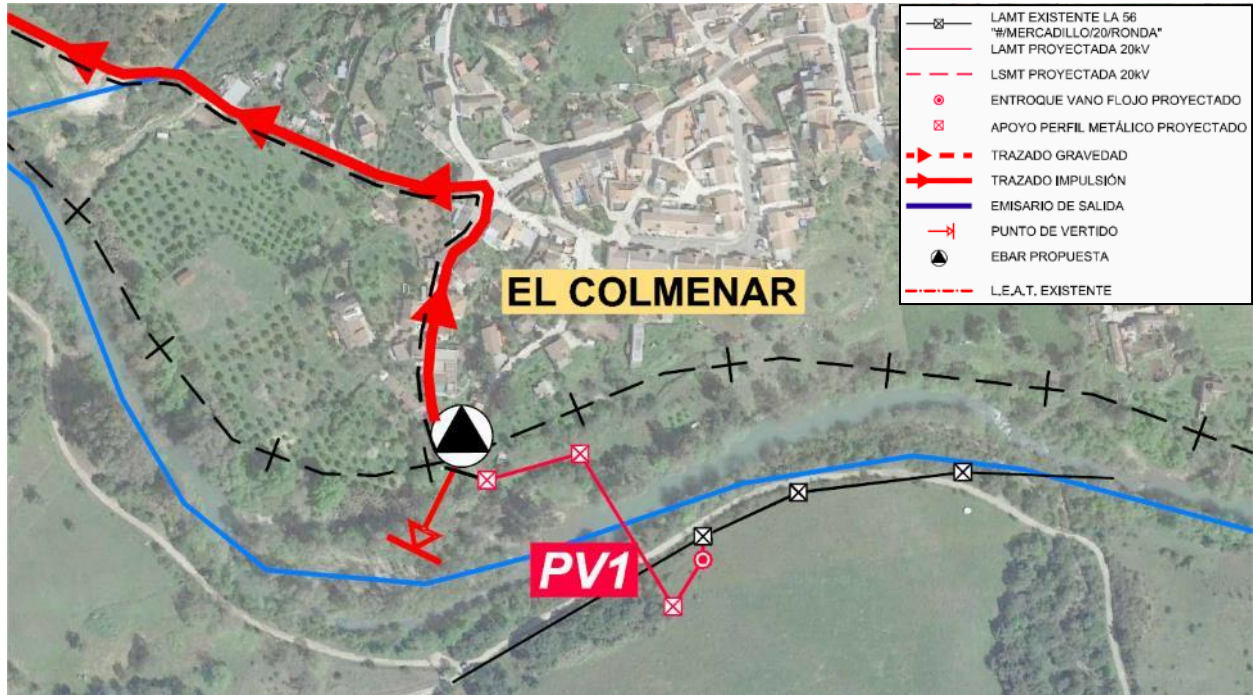 LAMT EXISTENTE LA 56
"#/MERCADILLO/20/RONDA"
LAMT PROYECTADA 20kV
LSMT PROYECTADA 20kV
ENTROQUE VANO FLOJO PROYECTADO
APOYO PERFIL METÁLICO PROYECTADO
TRAZADO GRAVEDAD
TRAZADO IMPULSIÓN
EMISARIO DE SALIDA
PUNTO DE VERTIDO
EBAR PROPUESTA
L.E.A.T. EXISTENTE
EL COLMENAR
PV1